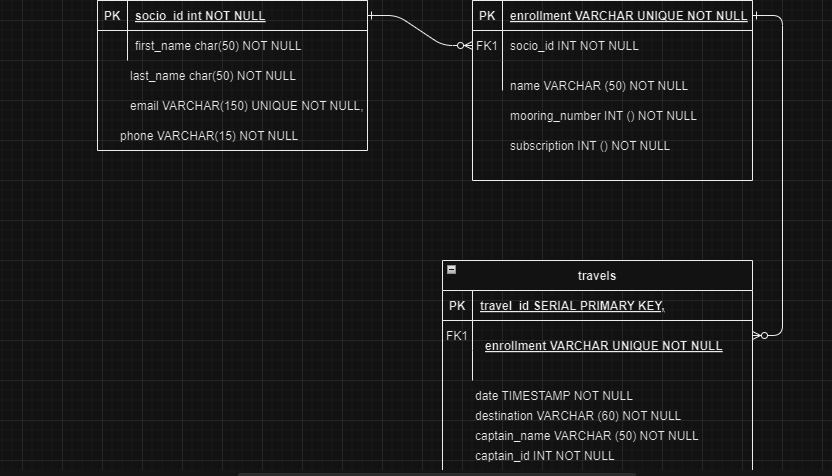 PK socio_id int NOT NULL
first_name char(50) NOT NULL
last_name char(50) NOT NULL
email VARCHAR(150) UNIQUE NOT NULL,
phone VARCHAR(15) NOT NULL
PK enrollment VARCHAR UNIQUE NOT NULL
FK1 socio_id INT NOT NULL
name VARCHAR (50) NOT NULL
mooring_number INT () NOT NULL
subscription INT () NOT NULL
travels
PK travel_id SERIAL PRIMARY KEY,
FK1 enrollment VARCHAR UNIQUE NOT NULL
date TIMESTAMP NOT NULL
destination VARCHAR (60) NOT NULL
captain_name VARCHAR (50) NOT NULL
captain_id INT NOT NULL